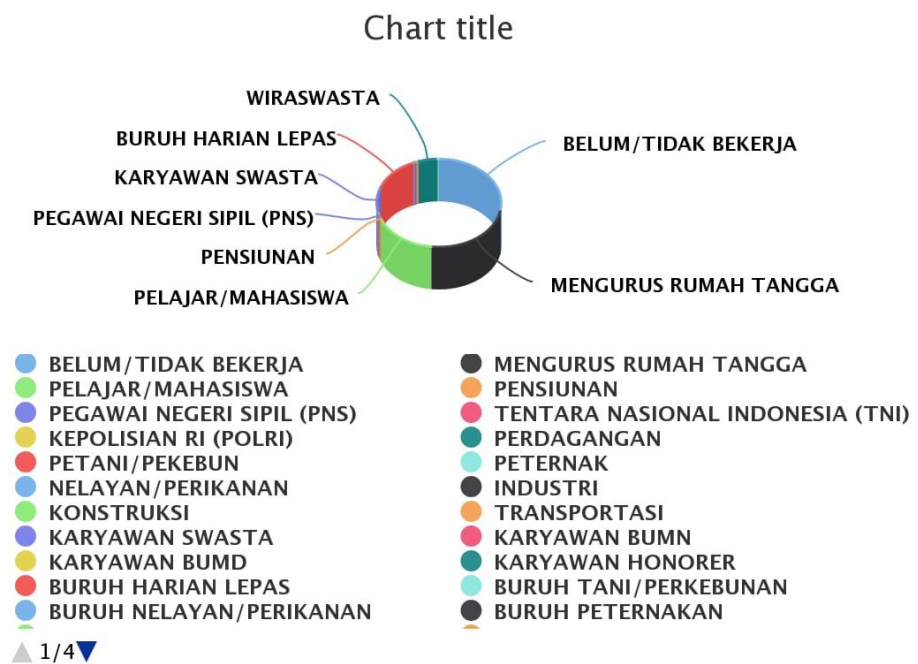 Chart title
WIRASWASTA
BURUH HARIAN LEPAS
BELUM/TIDAK BEKERJA
KARYAWAN SWASTA
PEGAWAI NEGERI SIPIL (PNS)
PENSIUNAN
MENGURUS RUMAH TANGGA
PELAJAR/MAHASISWA
BELUM/TIDAK BEKERJA
MENGURUS RUMAH TANGGA
PELAJAR/MAHASISWA
PENSIUNAN
PEGAWAI NEGERI SIPIL (PNS)
TENTARA NASIONAL INDONESIA (TNI)
KEPOLISIAN RI (POLRI)
PERDAGANGAN
PETANI/PEKEBUN
PETERNAK
NELAYAN/PERIKANAN
INDUSTRI
KONSTRUKSI
TRANSPORTASI
KARYAWAN SWASTA
KARYAWAN BUMN
KARYAWAN BUMD
KARYAWAN HONORER
BURUH HARIAN LEPAS
BURUH TANI/PERKEBUNAN
BURUH NELAYAN/PERIKANAN
BURUH PETERNAKAN
1/4